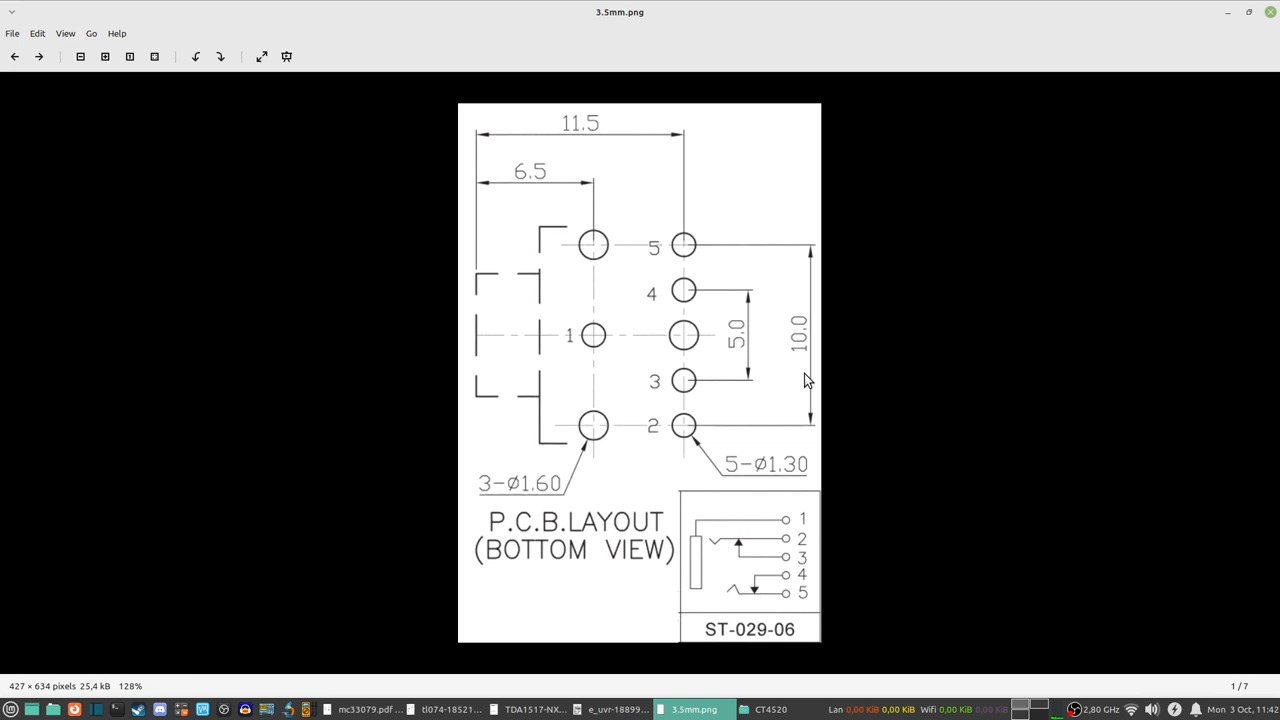 3.5mm.png
File Edit View Go Help
11.5
6.5
5
4
1
5.0
10.0
3
2
3-ø1.60
5-ø1.30
P.C.B.LAYOUT
(BOTTOM VIEW)
1
2
3
4
5
ST-029-06
427 × 634 pixels 25,4 kB 128%
1 / 7
mc33079.pdf ...
tl074-18521...
TDA1517-NX...
e_uvr-18899...
3.5mm.png
CT4520
Lan 0,00 KiB 0,00 KiB Wifi 0,00 KiB 0,00 KiB
2,80 GHz
Mon 3 Oct, 11:42